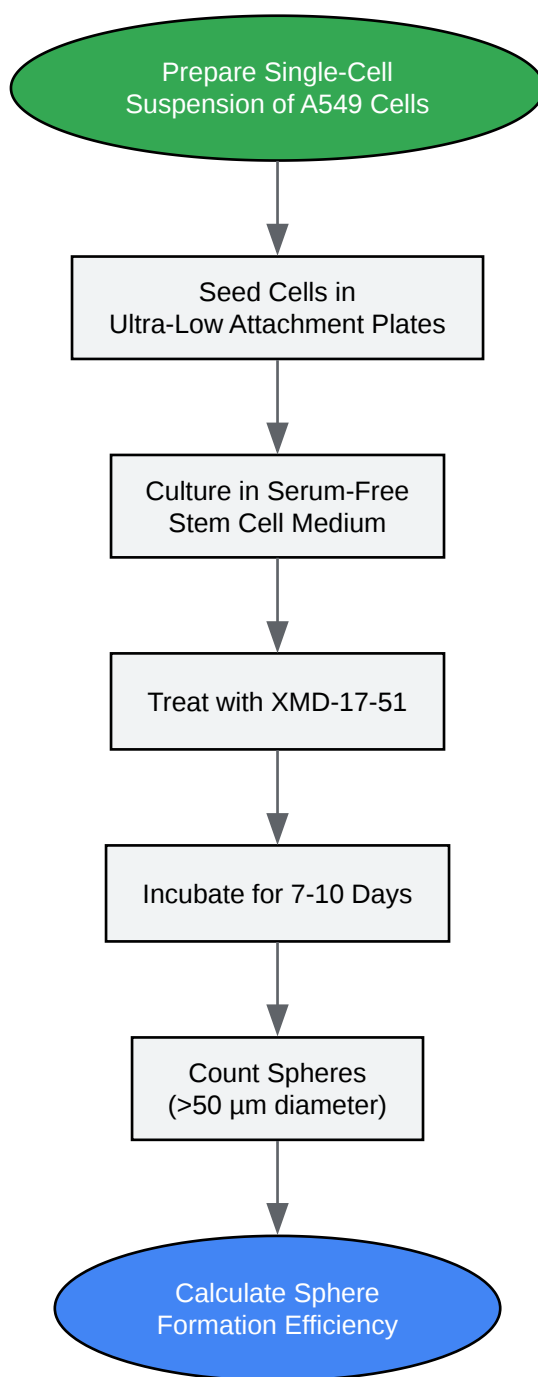 Prepare Single-Cell
Suspension of A549 Cells
Seed Cells in
Ultra-Low Attachment Plates
Culture in Serum-Free
Stem Cell Medium
Treat with XMD-17-51
Incubate for 7-10 Days
Count Spheres
(>50 µm diameter)
Calculate Sphere
Formation Efficiency